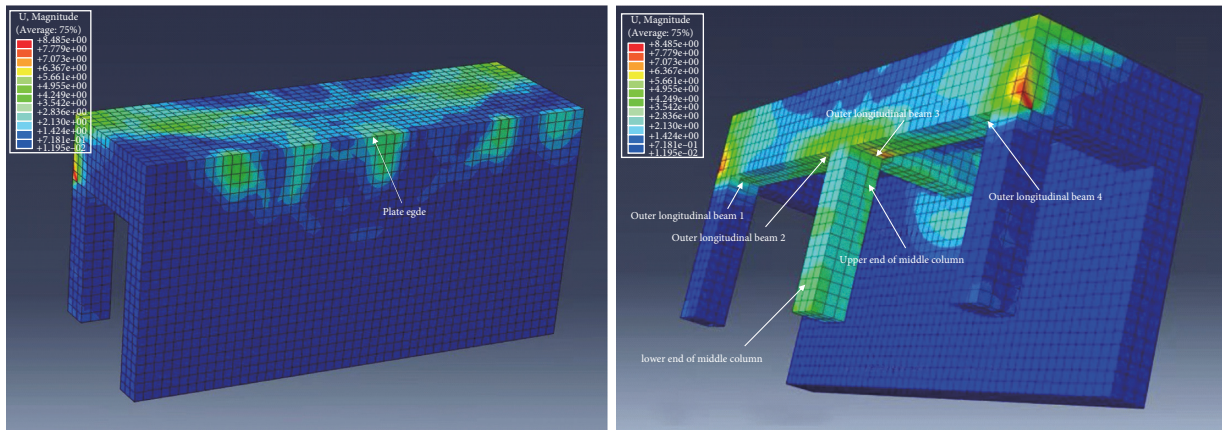 U, Magnitude
(Average: 75%)
+8.485e+00
+7.779e+00
+7.073e+00
+6.367e+00
+5.661e+00
+4.955e+00
+4.249e+00
+3.542e+00
+2.836e+00
+2.130e+00
+1.424e+00
+7.181e−01
+1.195e−02
Plate egde
U, Magnitude
(Average: 75%)
+8.485e+00
+7.779e+00
+7.073e+00
+6.367e+00
+5.661e+00
+4.955e+00
+4.249e+00
+3.542e+00
+2.836e+00
+2.130e+00
+1.424e+00
+7.181e−01
+1.195e−02
Outer longitudinal beam 3
Outer longitudinal beam 4
Outer longitudinal beam 1
Outer longitudinal beam 2
Upper end of middle column
lower end of middle column